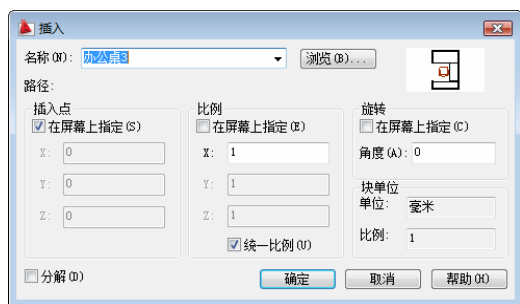 插入
名称(N): 办公桌3 浏览(B)...
路径:
插入点 比例 旋转
在屏幕上指定(S) 在屏幕上指定(E) 在屏幕上指定(C)
X: 0 X: 1 角度(A): 0
Y: 0 Y: 1 块单位
Z: 0 Z: 1 单位: 毫米
统一比例(U) 比例: 1
分解(D) 确定 取消 帮助(H)